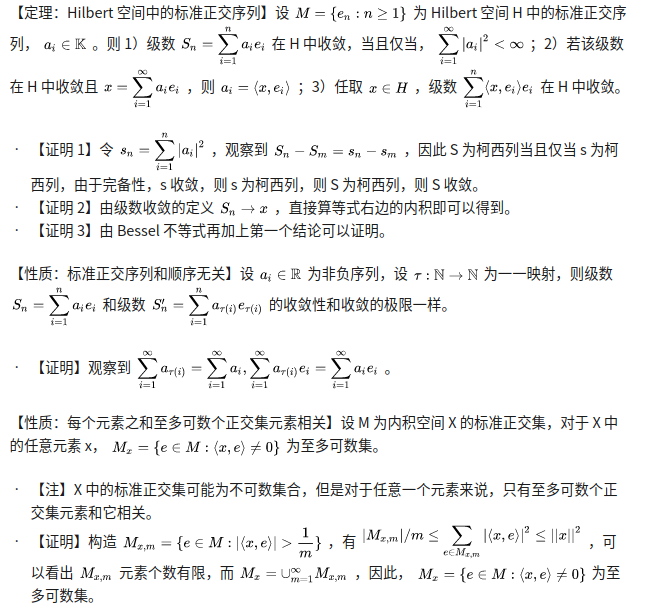 【定理：Hilbert 空间中的标准正交序列】设 $M = \{e_n : n \geq 1\}$ 为 Hilbert 空间 H 中的标准正交序
列， $a_i \in \mathbb{K}$ 。则 1）级数 $S_n = \sum_{i=1}^{n} a_i e_i$ 在 H 中收敛，当且仅当， $\sum_{i=1}^{\infty} |a_i|^2 < \infty$ ；2）若该级数
在 H 中收敛且 $x = \sum_{i=1}^{\infty} a_i e_i$ ，则 $a_i = \langle x, e_i \rangle$ ；3）任取 $x \in H$ ，级数 $\sum_{i=1}^{n} \langle x, e_i \rangle e_i$ 在 H 中收敛。
· 【证明 1】令 $s_n = \sum_{i=1}^{n} |a_i|^2$ ，观察到 $S_n - S_m = s_n - s_m$ ，因此 S 为柯西列当且仅当 s 为柯
西列，由于完备性，s 收敛，则 s 为柯西列，则 S 为柯西列，则 S 收敛。
· 【证明 2】由级数收敛的定义 $S_n \to x$ ，直接算等式右边的内积即可以得到。
· 【证明 3】由 Bessel 不等式再加上第一个结论可以证明。
【性质：标准正交序列和顺序无关】设 $a_i \in \mathbb{R}$ 为非负序列，设 $\tau : \mathbb{N} \to \mathbb{N}$ 为一一映射，则级数
$S_n = \sum_{i=1}^{n} a_i e_i$ 和级数 $S'_n = \sum_{i=1}^{n} a_{\tau(i)} e_{\tau(i)}$ 的收敛性和收敛的极限一样。
· 【证明】观察到 $\sum_{i=1}^{\infty} a_{\tau(i)} = \sum_{i=1}^{\infty} a_i, \sum_{i=1}^{\infty} a_{\tau(i)} e_i = \sum_{i=1}^{\infty} a_i e_i$ 。
【性质：每个元素之和至多可数个正交集元素相关】设 M 为内积空间 X 的标准正交集，对于 X 中
的任意元素 x， $M_x = \{e \in M : \langle x, e \rangle \neq 0\}$ 为至多可数集。
· 【注】X 中的标准正交集可能为不可数集合，但是对于任意一个元素来说，只有至多可数个正
交集元素和它相关。
· 【证明】构造 $M_{x,m} = \{e \in M : |\langle x, e \rangle| > \frac{1}{m}\}$ ，有 $|M_{x,m}|/m \leq \sum_{e \in M_{x,m}} |\langle x, e \rangle|^2 \leq ||x||^2$ ，可
以看出 $M_{x,m}$ 元素个数有限，而 $M_x = \cup_{m=1}^{\infty} M_{x,m}$ ，因此， $M_x = \{e \in M : \langle x, e \rangle \neq 0\}$ 为至
多可数集。